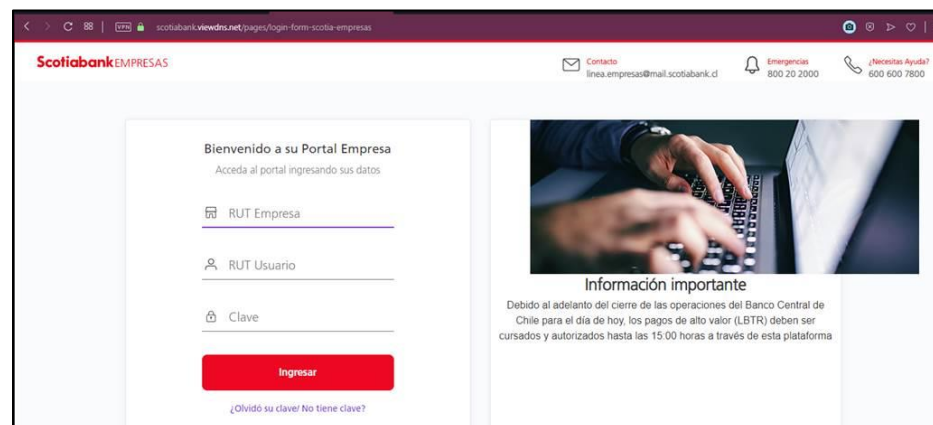 VPN scotiabank.viewdns.net/pages/login-form-scotia-empresas
Scotiabank EMPRESAS
Contacto
linea.empresas@mail.scotiabank.cl
Emergencias
800 20 2000
¿Necesitas Ayuda?
600 600 7800
Bienvenido a su Portal Empresa
Acceda al portal ingresando sus datos
RUT Empresa
RUT Usuario
Clave
Ingresar
¿Olvidó su clave/ No tiene clave?
Información importante
Debido al adelanto del cierre de las operaciones del Banco Central de
Chile para el día de hoy, los pagos de alto valor (LBTR) deben ser
cursados y autorizados hasta las 15:00 horas a través de esta plataforma